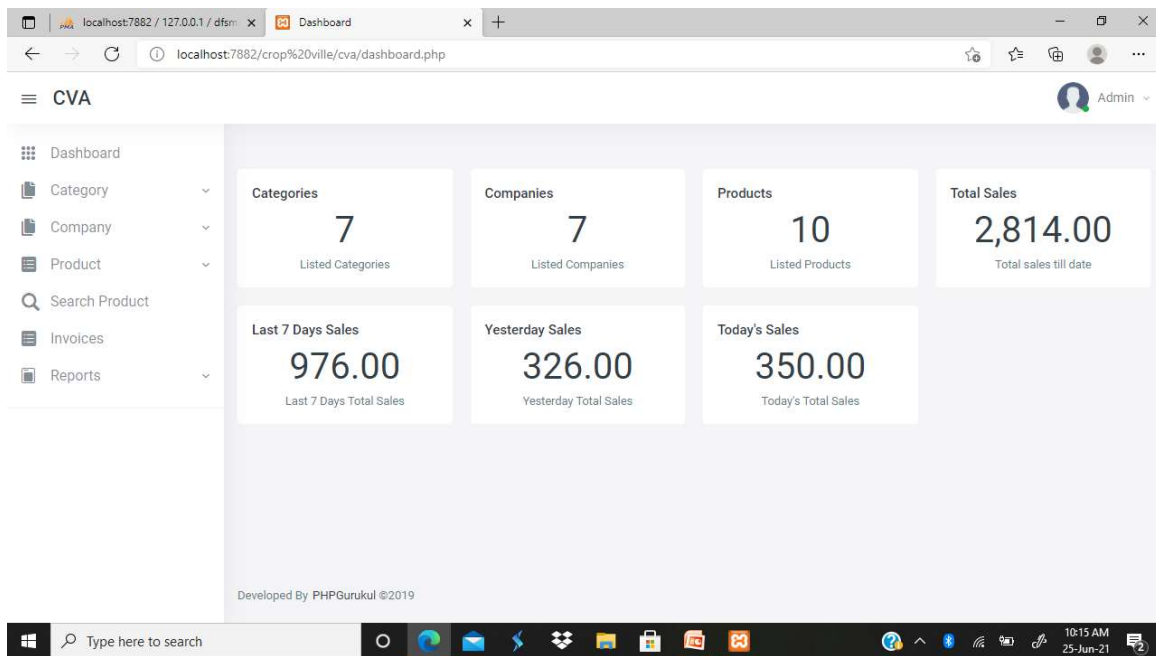 localhost:7882 / 127.0.0.1 / dfsm
Dashboard
localhost:7882/crop%20ville/cva/dashboard.php
CVA
Admin
Dashboard
Category
Company
Product
Search Product
Invoices
Reports
Categories
7
Listed Categories
Companies
7
Listed Companies
Products
10
Listed Products
Total Sales
2,814.00
Total sales till date
Last 7 Days Sales
976.00
Last 7 Days Total Sales
Yesterday Sales
326.00
Yesterday Total Sales
Today's Sales
350.00
Today's Total Sales
Developed By PHPGurukul ©2019
Type here to search
10:15 AM
25-Jun-21
2